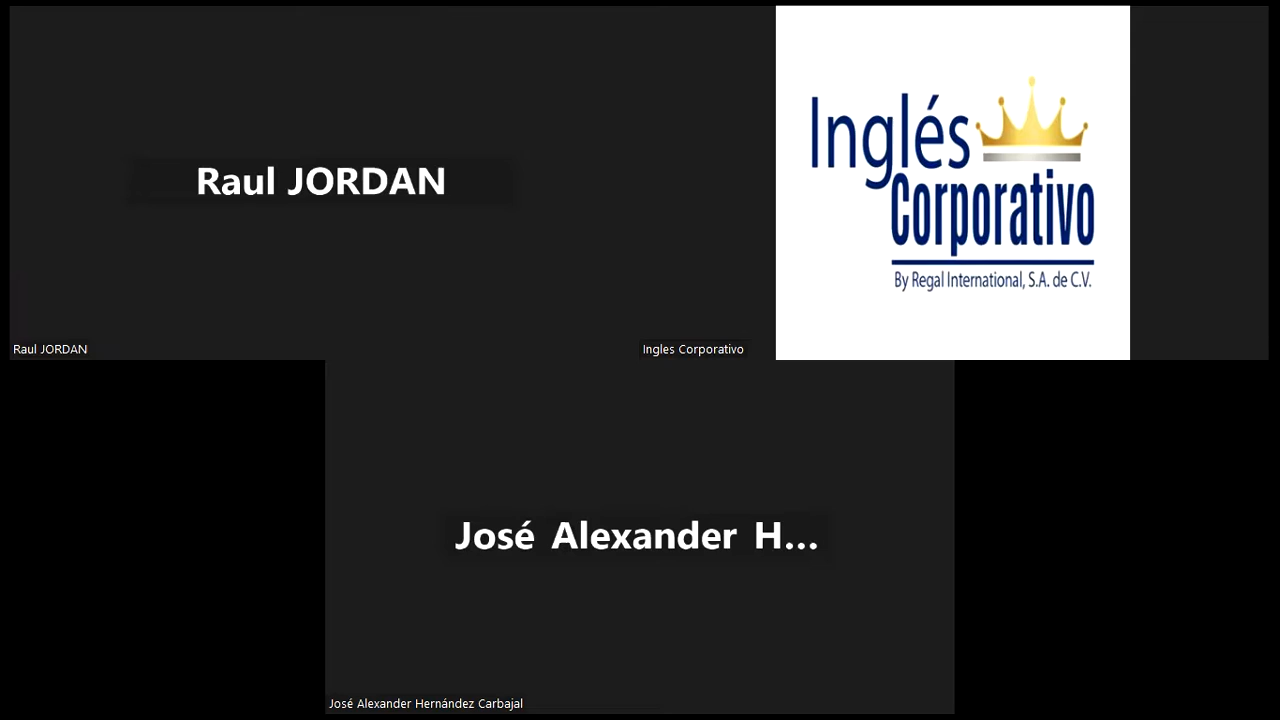 Raul JORDAN
Raul JORDAN
Inglés
Corporativo
By Regal International, S.A. de C.V.
Ingles Corporativo
José Alexander H...
José Alexander Hernández Carbajal